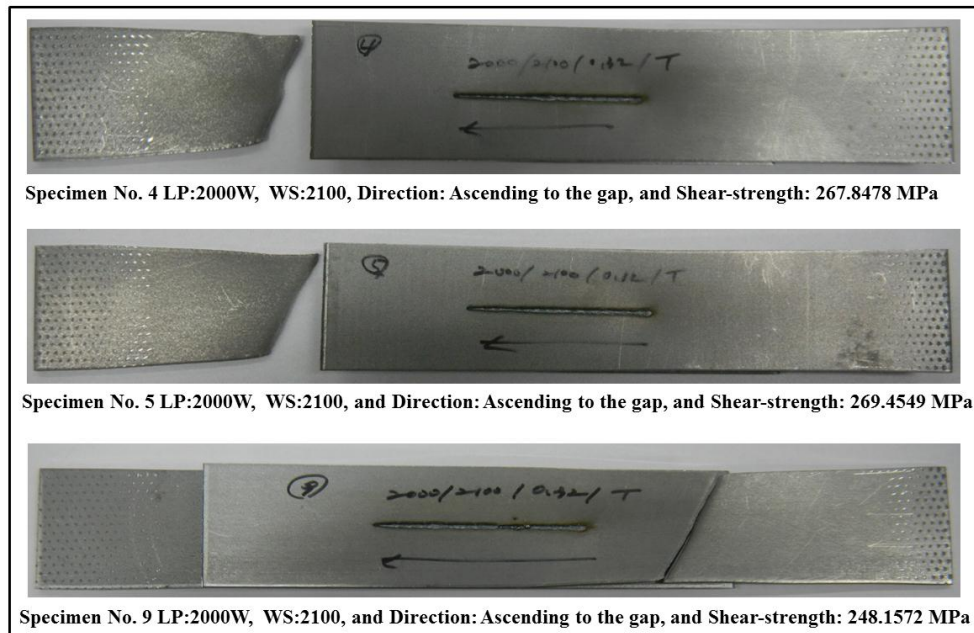 4
2000/2100/0.32/T
Specimen No. 4 LP:2000W, WS:2100, Direction: Ascending to the gap, and Shear-strength: 267.8478 MPa
5
2000/2100/0.32/T
Specimen No. 5 LP:2000W, WS:2100, and Direction: Ascending to the gap, and Shear-strength: 269.4549 MPa
9
2000/2100/0.32/T
Specimen No. 9 LP:2000W, WS:2100, and Direction: Ascending to the gap, and Shear-strength: 248.1572 MPa